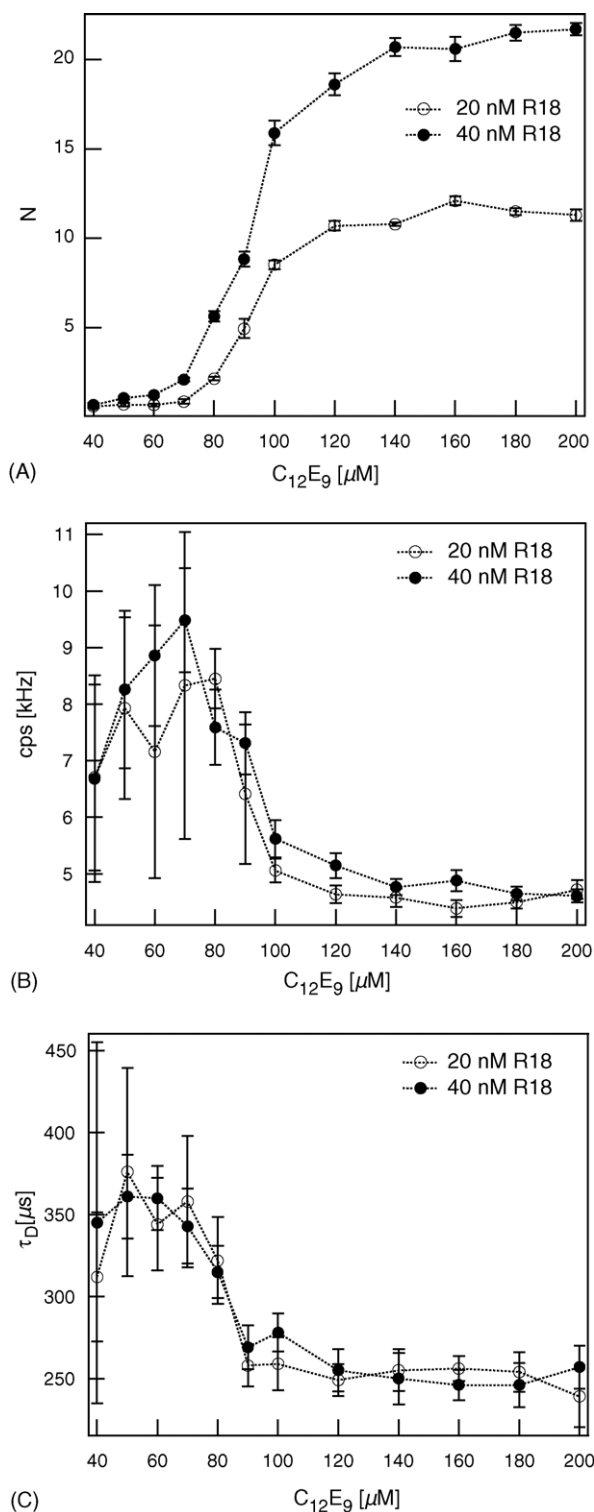 20
15
N
10
5
20 nM R18
40 nM R18
40 60 80 100 120 140 160 180 200
(A) C₁₂E₉ [μM]
11
10
9
8
cps [kHz]
7
6
5
20 nM R18
40 nM R18
40 60 80 100 120 140 160 180 200
(B) C₁₂E₉ [μM]
450
400
350
τ_D[μs]
300
250
20 nM R18
40 nM R18
40 60 80 100 120 140 160 180 200
(C) C₁₂E₉ [μM]